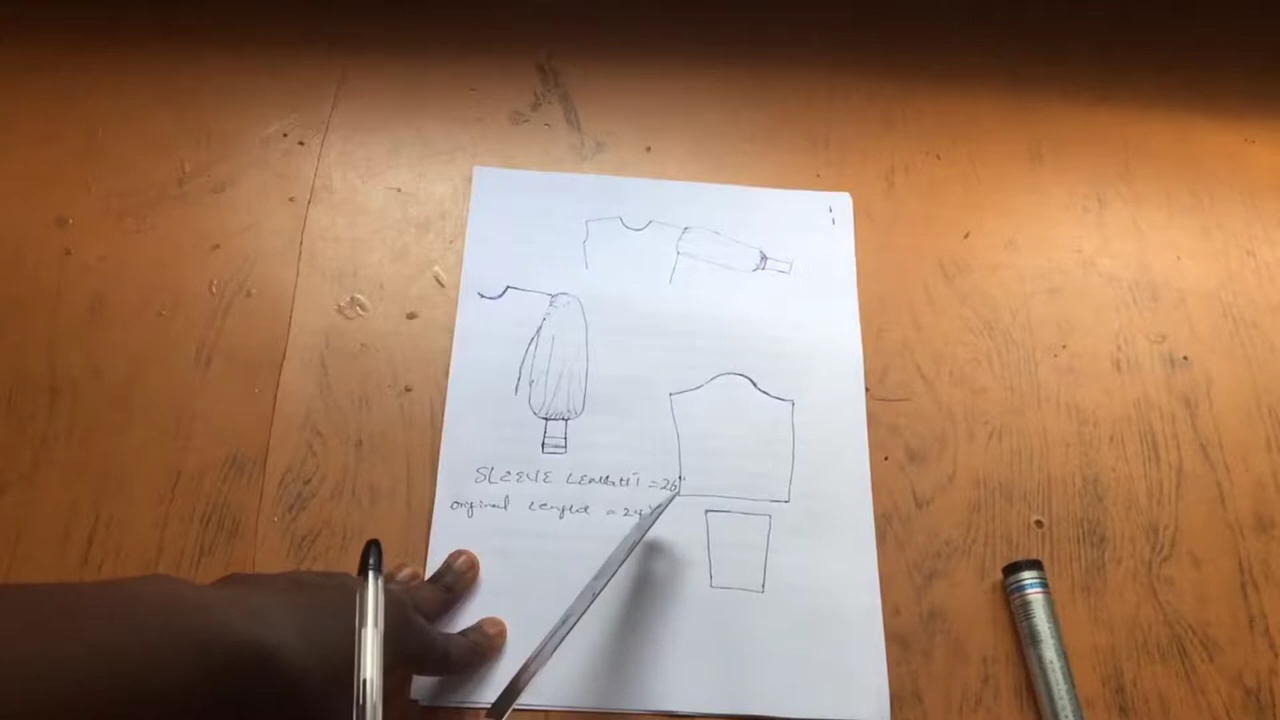 SLEEVE LENGTH = 26"
original Length = 24"